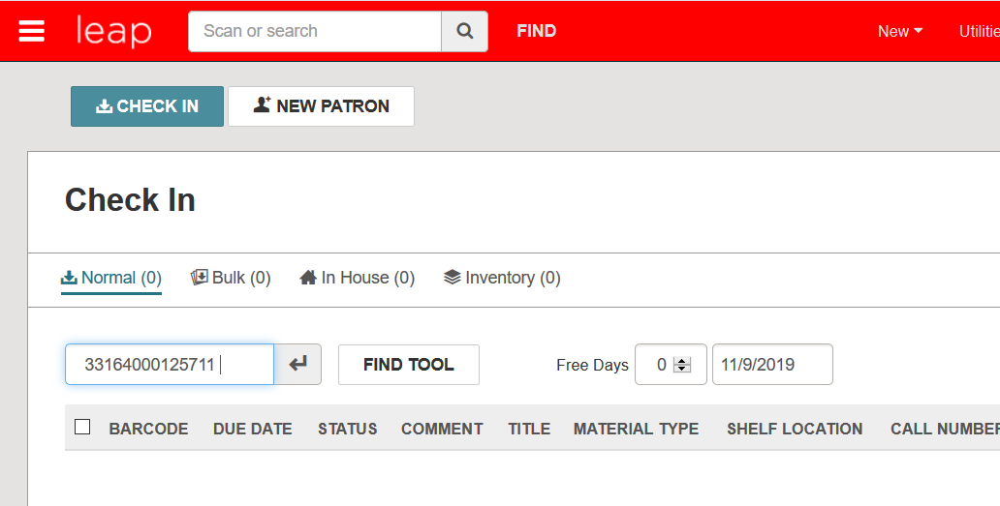 leap Scan or search FIND New
CHECK IN NEW PATRON
Check In
Normal (0) Bulk (0) In House (0) Inventory (0)
33164000125711 FIND TOOL Free Days 0 11/9/2019
BARCODE DUE DATE STATUS COMMENT TITLE MATERIAL TYPE SHELF LOCATION CALL